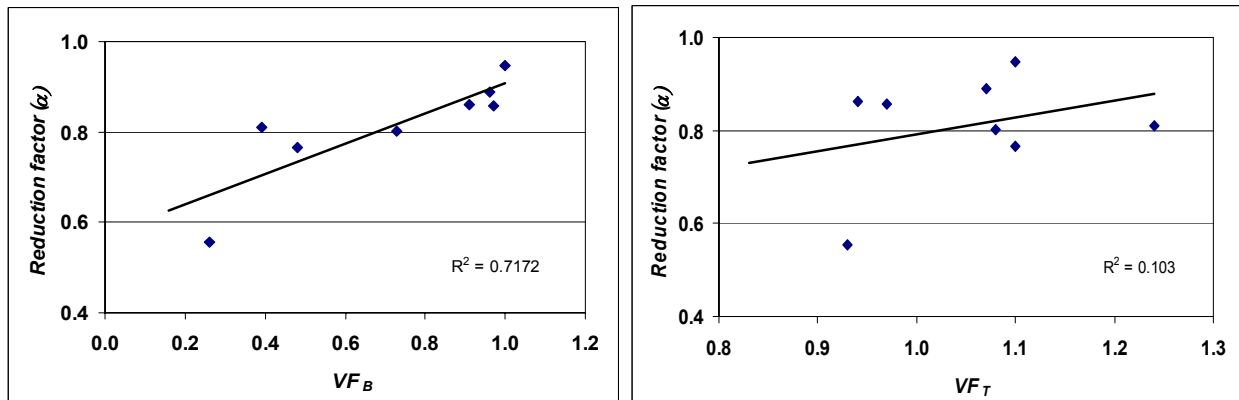 Reduction factor (α)
1.0
0.8
0.6
0.4
0.0 0.2 0.4 0.6 0.8 1.0 1.2
VF B
R² = 0.7172
Reduction factor (α)
1.0
0.8
0.6
0.4
0.8 0.9 1.0 1.1 1.2 1.3
VF T
R² = 0.103